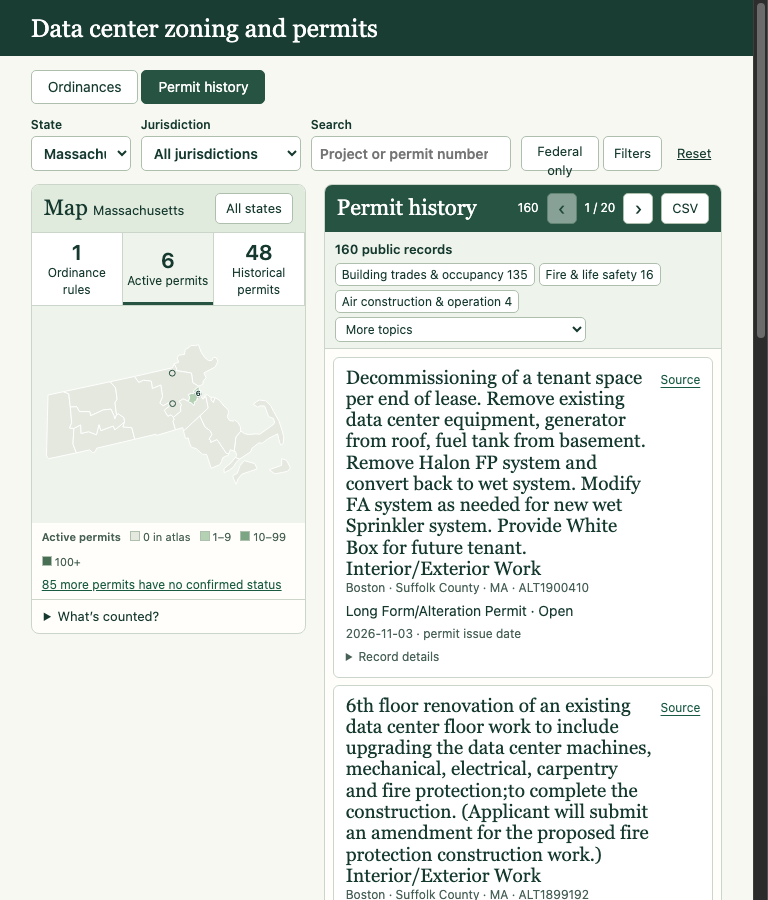 Data center zoning and permits
Ordinances
Permit history
State
Jurisdiction
Search
Massachu
All jurisdictions
Project or permit number
Federal
only
Filters
Reset
Map Massachusetts
All states
1
Ordinance
rules
6
Active permits
48
Historical
permits
6
Active permits
0 in atlas
1–9
10–99
100+
85 more permits have no confirmed status
▶ What's counted?
Permit history
160
‹
1 / 20
›
CSV
160 public records
Building trades & occupancy 135
Fire & life safety 16
Air construction & operation 4
More topics
Decommissioning of a tenant space
per end of lease. Remove existing
data center equipment, generator
from roof, fuel tank from basement.
Remove Halon FP system and
convert back to wet system. Modify
FA system as needed for new wet
Sprinkler system. Provide White
Box for future tenant.
Interior/Exterior Work
Source
Boston · Suffolk County · MA · ALT1900410
Long Form/Alteration Permit · Open
2026-11-03 · permit issue date
▶ Record details
6th floor renovation of an existing
data center floor work to include
upgrading the data center machines,
mechanical, electrical, carpentry
and fire protection;to complete the
construction. (Applicant will submit
an amendment for the proposed fire
protection construction work.)
Interior/Exterior Work
Source
Boston · Suffolk County · MA · ALT1899192